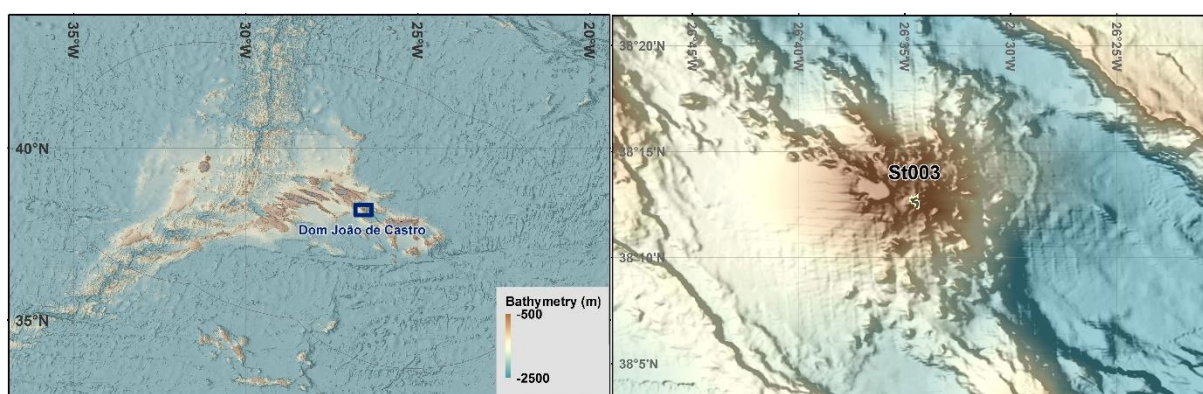 35°W
30°W
25°W
20°W
40°N
35°N
Dom João de Castro
Bathymetry (m)
-500
-2500
26°45'W
26°40'W
26°35'W
26°30'W
26°25'W
38°20'N
38°15'N
38°10'N
38°5'N
St003